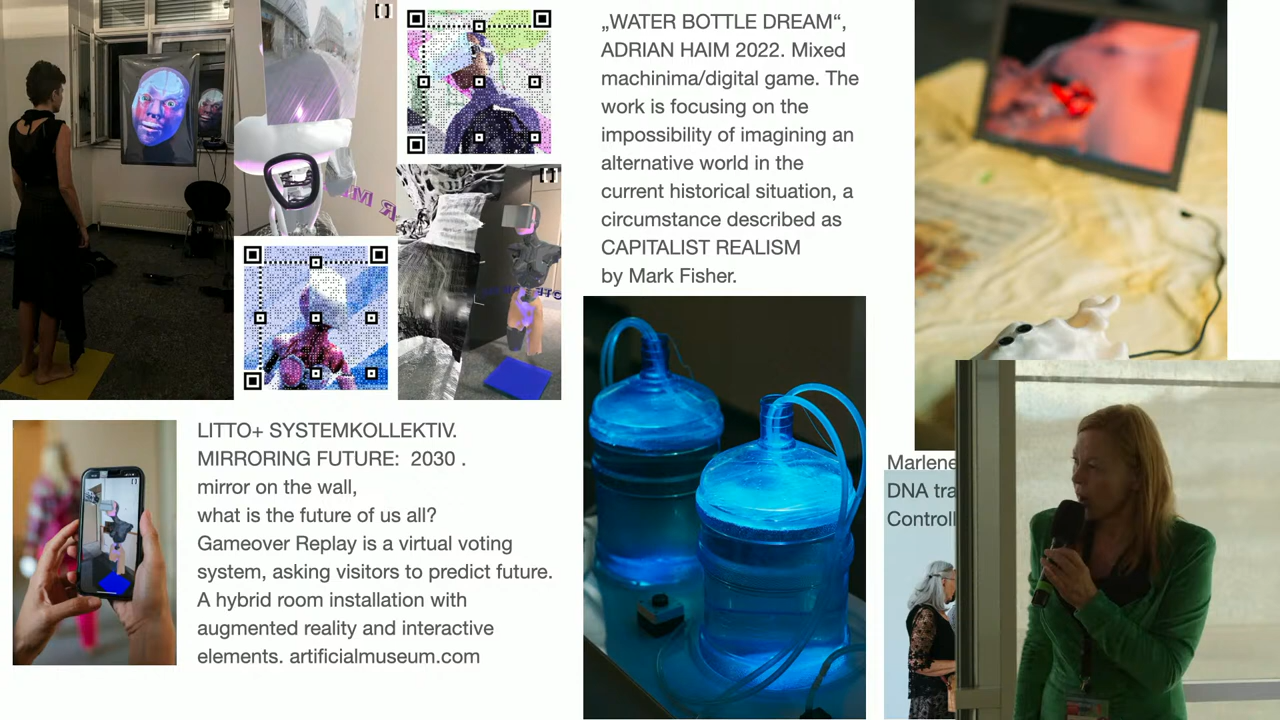 „WATER BOTTLE DREAM“,
ADRIAN HAIM 2022. Mixed
machinima/digital game. The
work is focusing on the
impossibility of imagining an
alternative world in the
current historical situation, a
circumstance described as
CAPITALIST REALISM
by Mark Fisher.
LITTO+ SYSTEMKOLLEKTIV.
MIRRORING FUTURE: 2030 .
mirror on the wall,
what is the future of us all?
Gameover Replay is a virtual voting
system, asking visitors to predict future.
A hybrid room installation with
augmented reality and interactive
elements. artificialmuseum.com
Marlene
DNA